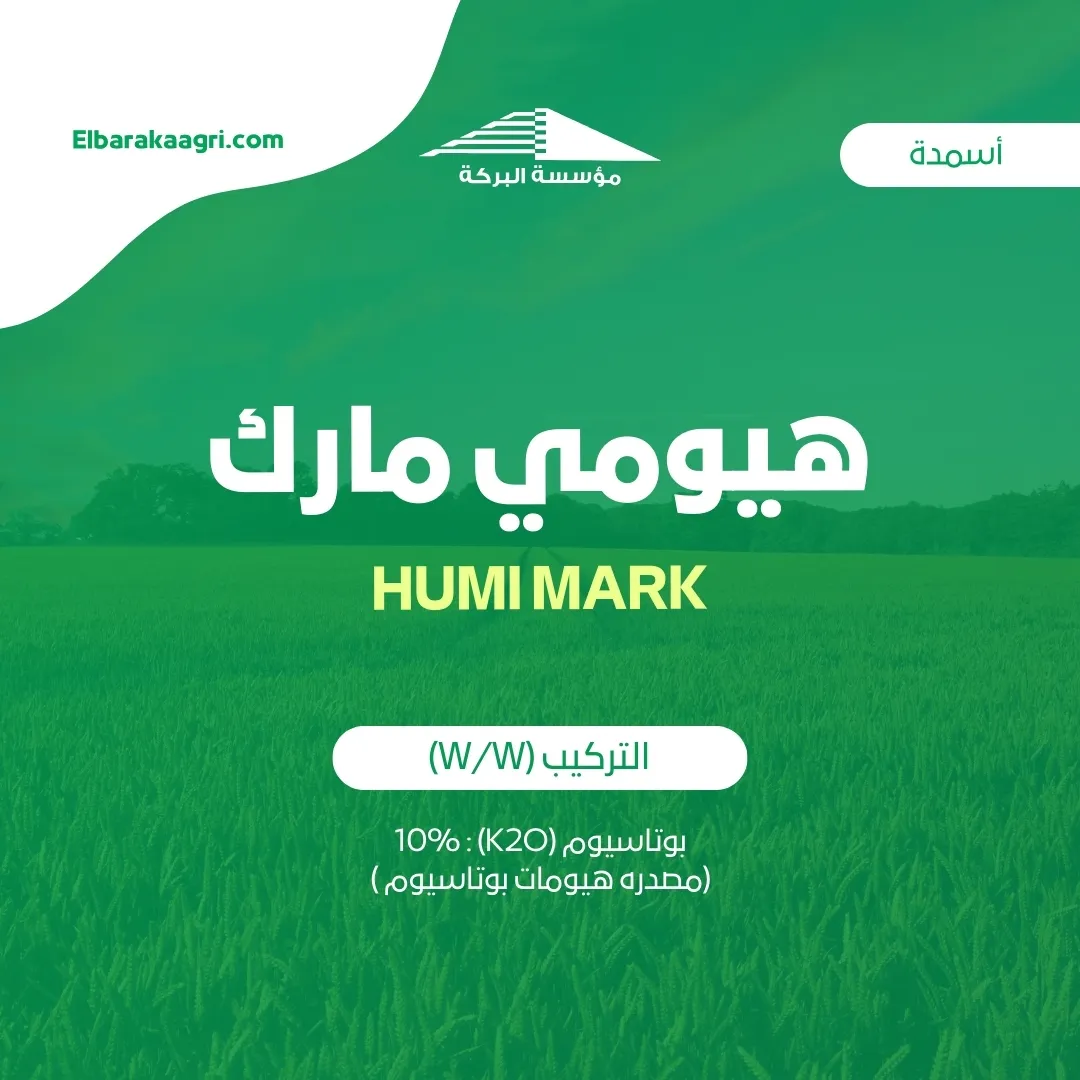 Elbarakaagri.com
مؤسسة البركة
أسمدة
هيومي مارك
HUMI MARK
التركيب (W/W)
بوتاسيوم (K2O) : 10%
(مصدره هيومات بوتاسيوم )